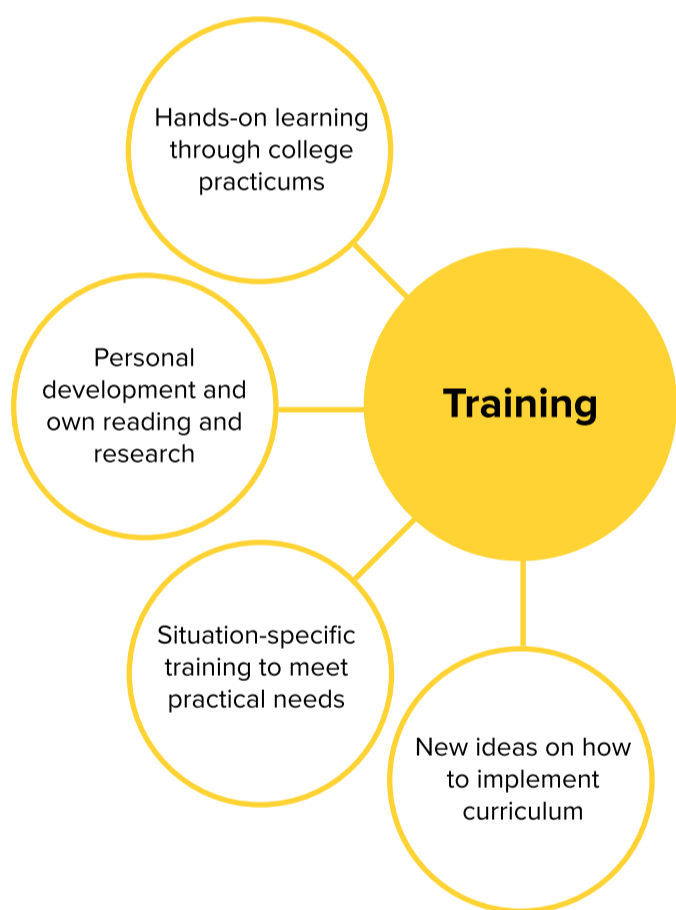 Hands-on learning
through college
practicums
Personal
development and
own reading and
research
Training
Situation-specific
training to meet
practical needs
New ideas on how
to implement
curriculum